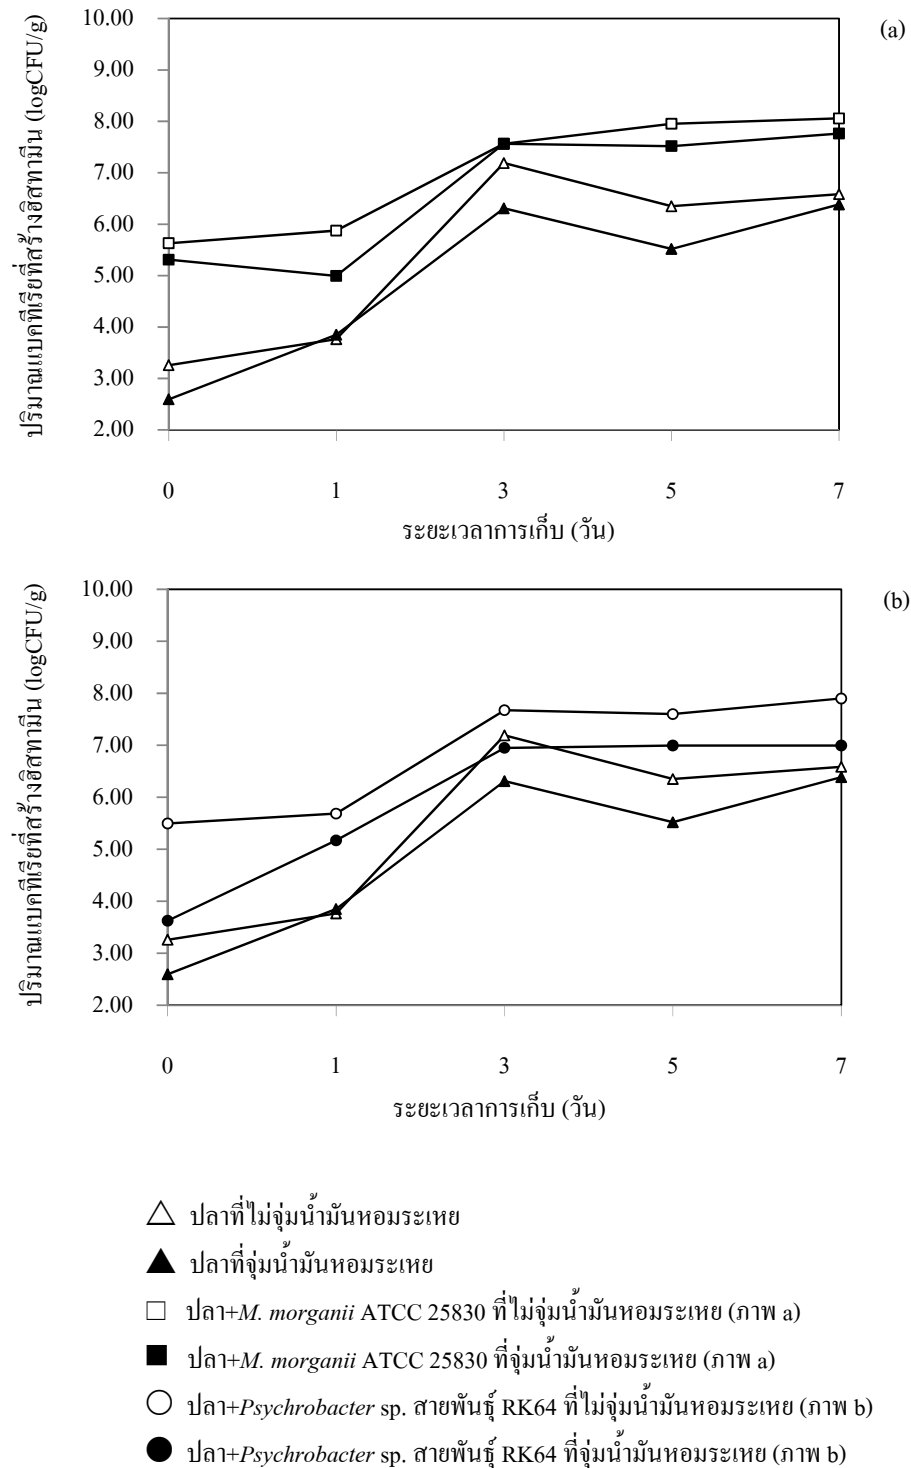 (a)
ปริมาณแบคทีเรียที่สร้างฮิสทามีน (logCFU/g)
10.00
9.00
8.00
7.00
6.00
5.00
4.00
3.00
2.00
0 1 3 5 7
ระยะเวลาการเก็บ (วัน)
(b)
ปริมาณแบคทีเรียที่สร้างฮิสทามีน (logCFU/g)
10.00
9.00
8.00
7.00
6.00
5.00
4.00
3.00
2.00
0 1 3 5 7
ระยะเวลาการเก็บ (วัน)
ปลาที่ไม่จุ่มน้ำมันหอมระเหย
ปลาที่จุ่มน้ำมันหอมระเหย
ปลา+M. morganii ATCC 25830 ที่ไม่จุ่มน้ำมันหอมระเหย (ภาพ a)
ปลา+M. morganii ATCC 25830 ที่จุ่มน้ำมันหอมระเหย (ภาพ a)
ปลา+Psychrobacter sp. สายพันธุ์ RK64 ที่ไม่จุ่มน้ำมันหอมระเหย (ภาพ b)
ปลา+Psychrobacter sp. สายพันธุ์ RK64 ที่จุ่มน้ำมันหอมระเหย (ภาพ b)